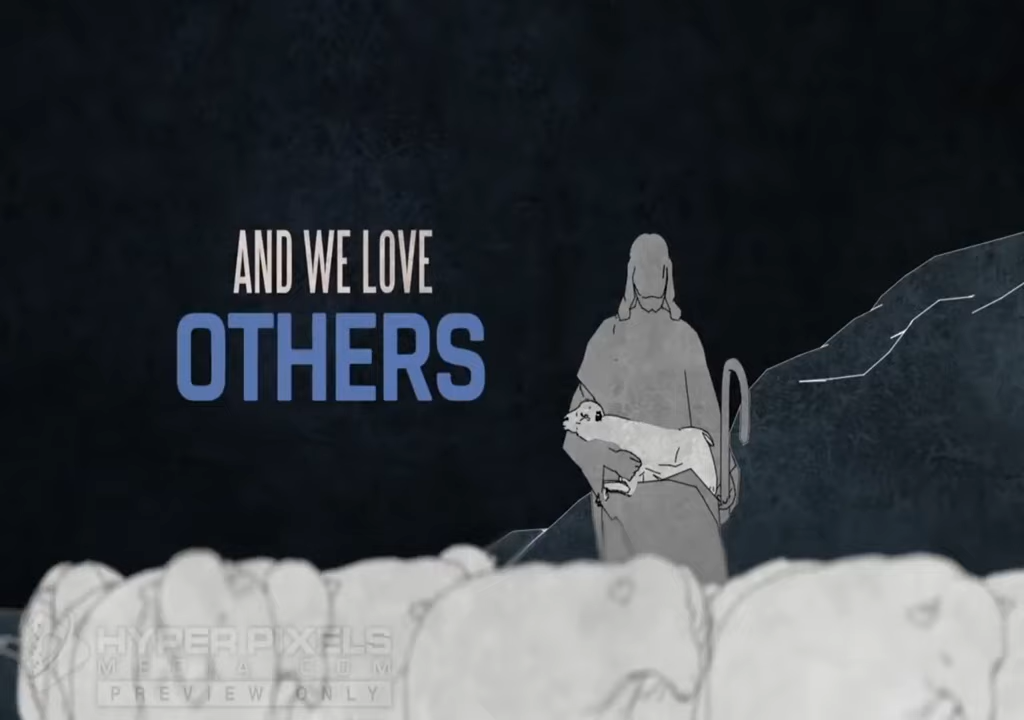 AND WE LOVE
OTHERS
HYPER PIXELS
MEDIA.COM
PREVIEW ONLY